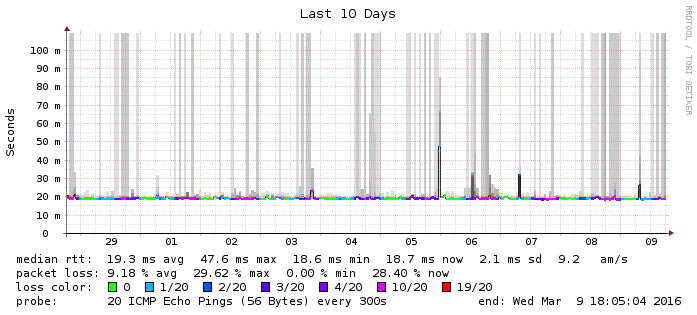 Last 10 Days
RRDTOOL / TOBI OETIKER
Seconds
100 m
90 m
80 m
70 m
60 m
50 m
40 m
30 m
20 m
10 m
0
29 01 02 03 04 05 06 07 08 09
median rtt: 19.3 ms avg 47.6 ms max 18.6 ms min 18.7 ms now 2.1 ms sd 9.2 am/s
packet loss: 9.18 % avg 29.62 % max 0.00 % min 28.40 % now
loss color: 0 1/20 2/20 3/20 4/20 10/20 19/20
probe: 20 ICMP Echo Pings (56 Bytes) every 300s end: Wed Mar 9 18:05:04 2016